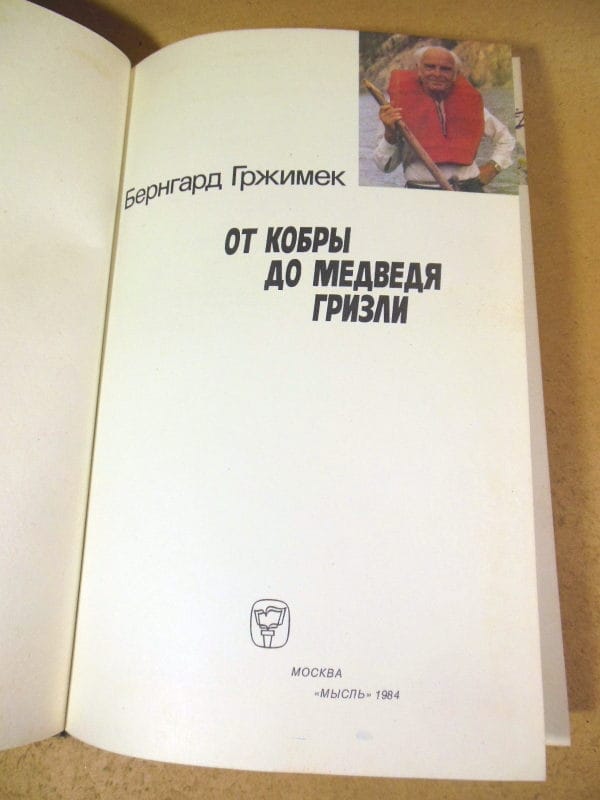 Бернгард Гржимек
ОТ КОБРЫ
ДО МЕДВЕДЯ
ГРИЗЛИ
МОСКВА
«МЫСЛЬ» 1984